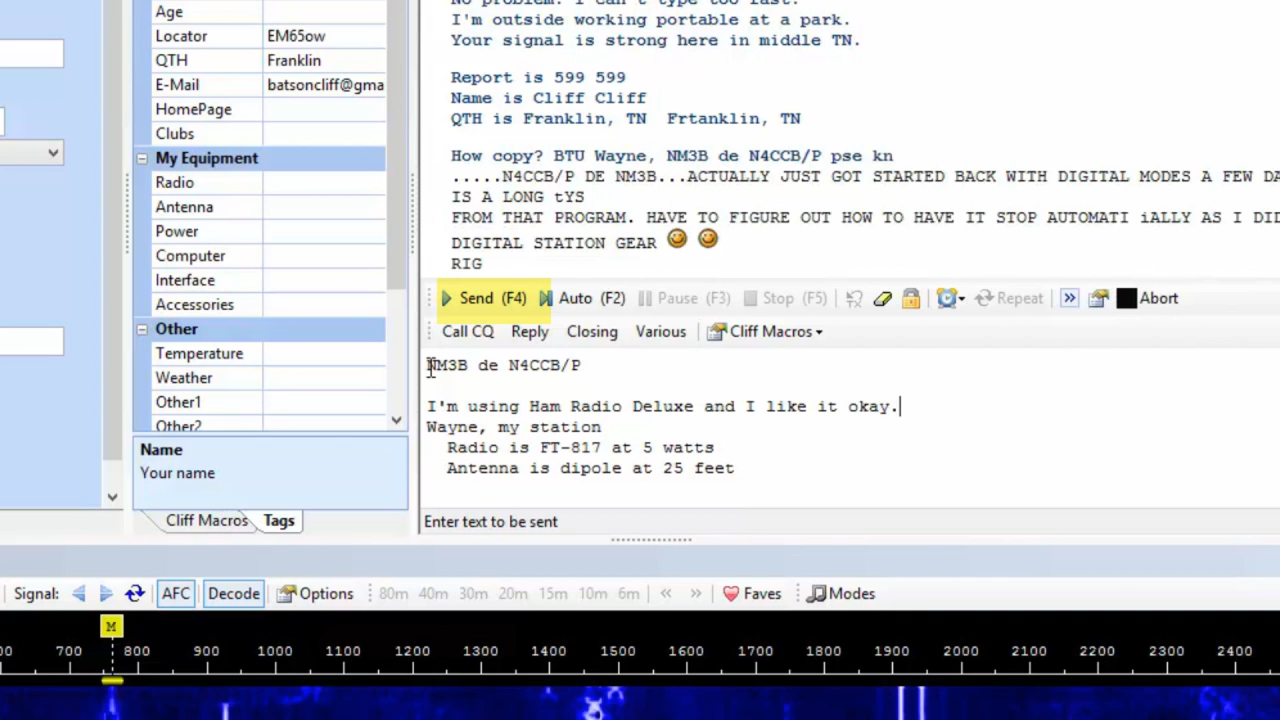 Age
Locator EM65ow
QTH Franklin
E-Mail batsoncliff@gma
HomePage
Clubs
My Equipment
Radio
Antenna
Power
Computer
Interface
Accessories
Other
Temperature
Weather
Other1
Other2
Name
Your name
Cliff Macros Tags
No problem. I can't type too fast.
I'm outside working portable at a park.
Your signal is strong here in middle TN.
Report is 599 599
Name is Cliff Cliff
QTH is Franklin, TN  Frtanklin, TN
How copy? BTU Wayne, NM3B de N4CCB/P pse kn
.....N4CCB/P DE NM3B...ACTUALLY JUST GOT STARTED BACK WITH DIGITAL MODES A FEW DA
IS A LONG tYS
FROM THAT PROGRAM. HAVE TO FIGURE OUT HOW TO HAVE IT STOP AUTOMATI iALLY AS I DID
DIGITAL STATION GEAR
RIG
Send (F4) Auto (F2) Pause (F3) Stop (F5) Repeat Abort
Call CQ Reply Closing Various Cliff Macros
NM3B de N4CCB/P
I'm using Ham Radio Deluxe and I like it okay.
Wayne, my station
Radio is FT-817 at 5 watts
Antenna is dipole at 25 feet
Enter text to be sent
Signal: AFC Decode Options 80m 40m 30m 20m 15m 10m 6m Faves Modes
M
700 800 900 1000 1100 1200 1300 1400 1500 1600 1700 1800 1900 2000 2100 2200 2300 2400